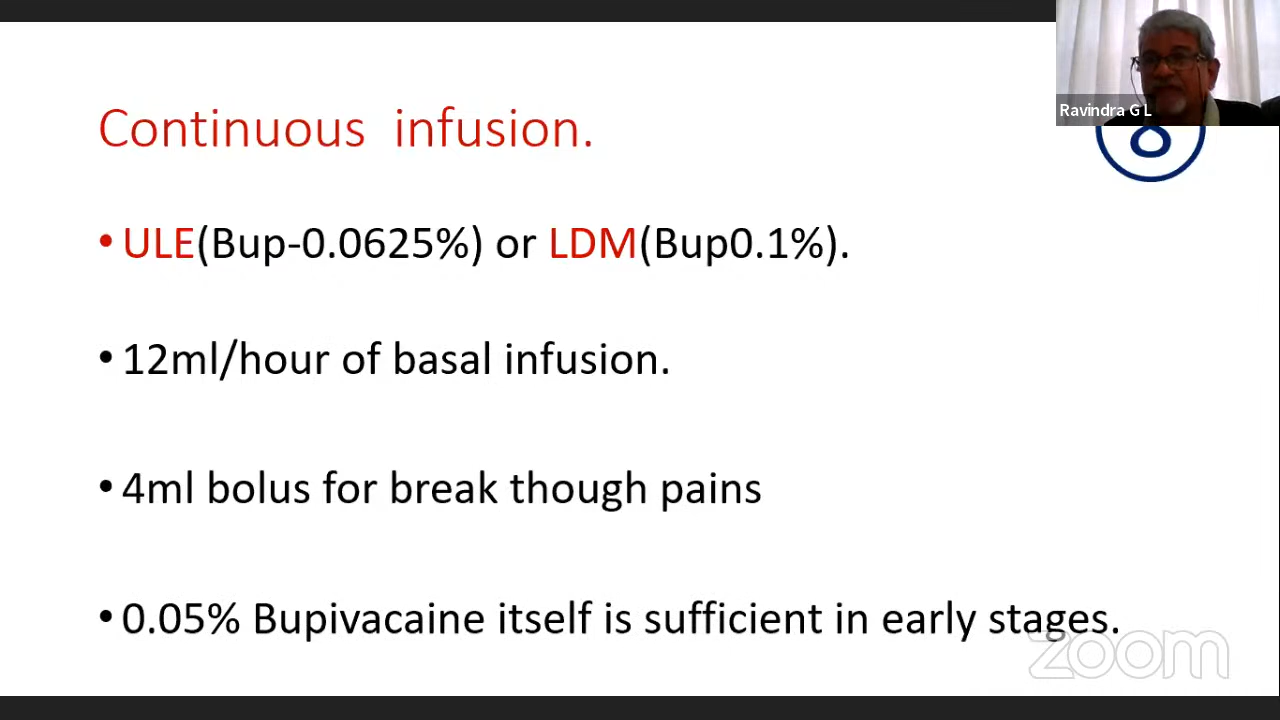 Ravindra G L
Continuous infusion.
8
• ULE(Bup-0.0625%) or LDM(Bup0.1%).
• 12ml/hour of basal infusion.
• 4ml bolus for break though pains
• 0.05% Bupivacaine itself is sufficient in early stages.
zoom